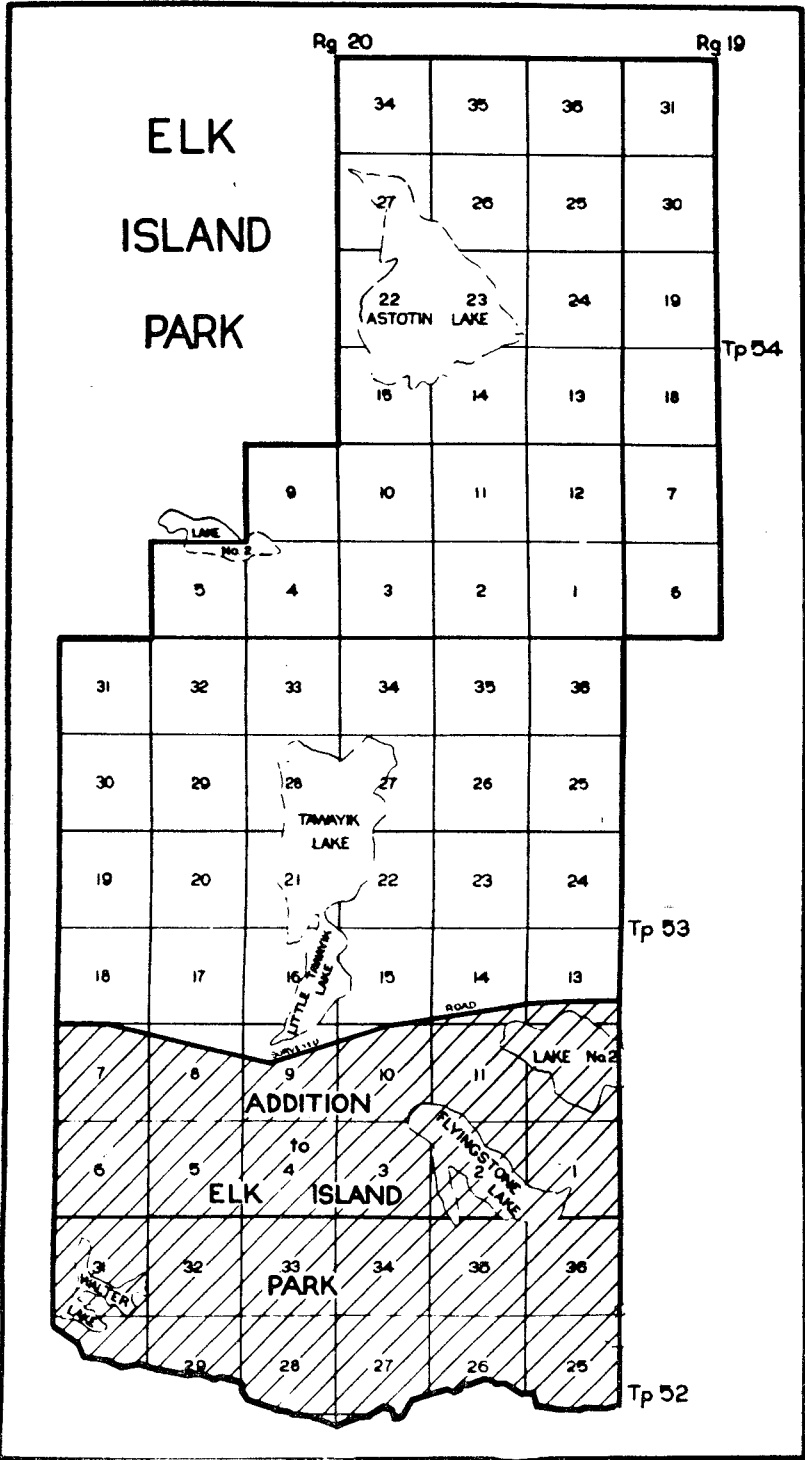 Rg 20 Rg 19
ELK
ISLAND
PARK
34 35 36 31
27 26 25 30
22 23 24 19
ASTOTIN LAKE
Tp 54
15 14 13 18
9 10 11 12 7
LAKE
No. 2
5 4 3 2 1 6
31 32 33 34 35 36
30 29 28 27 26 25
TAWAYIK
LAKE
19 20 21 22 23 24
Tp 53
18 17 16 15 14 13
LITTLE TAWAYIK
LAKE
SURVEYED ROAD
LAKE No 2
7 8 9 10 11
ADDITION
to
6 5 4 3 2 1
FLYINGSTONE
LAKE
ELK ISLAND
31 32 33 34 35 36
PARK
WALTER
LAKE
29 28 27 26 25
Tp 52